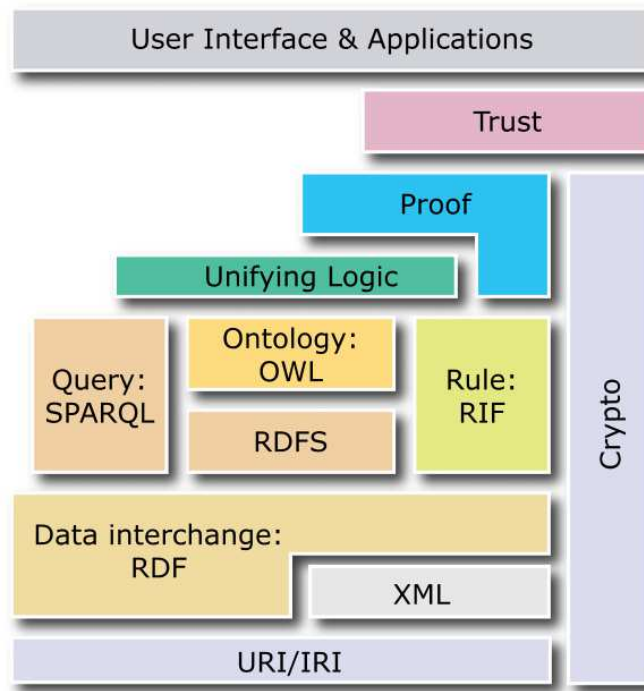 User Interface & Applications
Trust
Proof
Unifying Logic
Query:
SPARQL
Ontology:
OWL
RDFS
Rule:
RIF
Crypto
Data interchange:
RDF
XML
URI/IRI